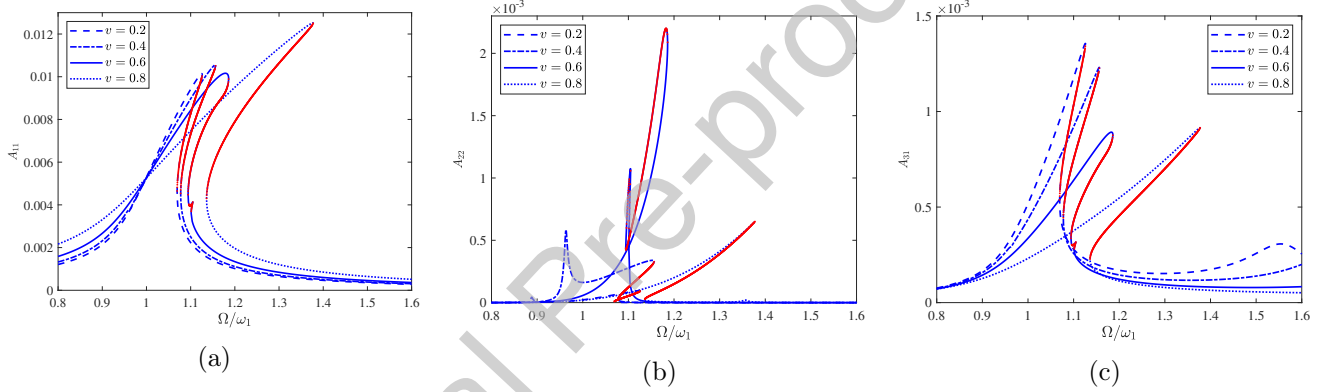 v = 0.2
v = 0.4
v = 0.6
v = 0.8
A₁₁
0.012
0.01
0.008
0.006
0.004
0.002
0
0.8 0.9 1 1.1 1.2 1.3 1.4 1.5 1.6
Ω/ω₁
(a)
×10⁻³
v = 0.2
v = 0.4
v = 0.6
v = 0.8
A₂₂
2
1.5
1
0.5
0
0.8 0.9 1 1.1 1.2 1.3 1.4 1.5 1.6
Ω/ω₁
(b)
×10⁻³
v = 0.2
v = 0.4
v = 0.6
v = 0.8
A₃₁
1.5
1
0.5
0
0.8 0.9 1 1.1 1.2 1.3 1.4 1.5 1.6
Ω/ω₁
(c)
al Pre-proo